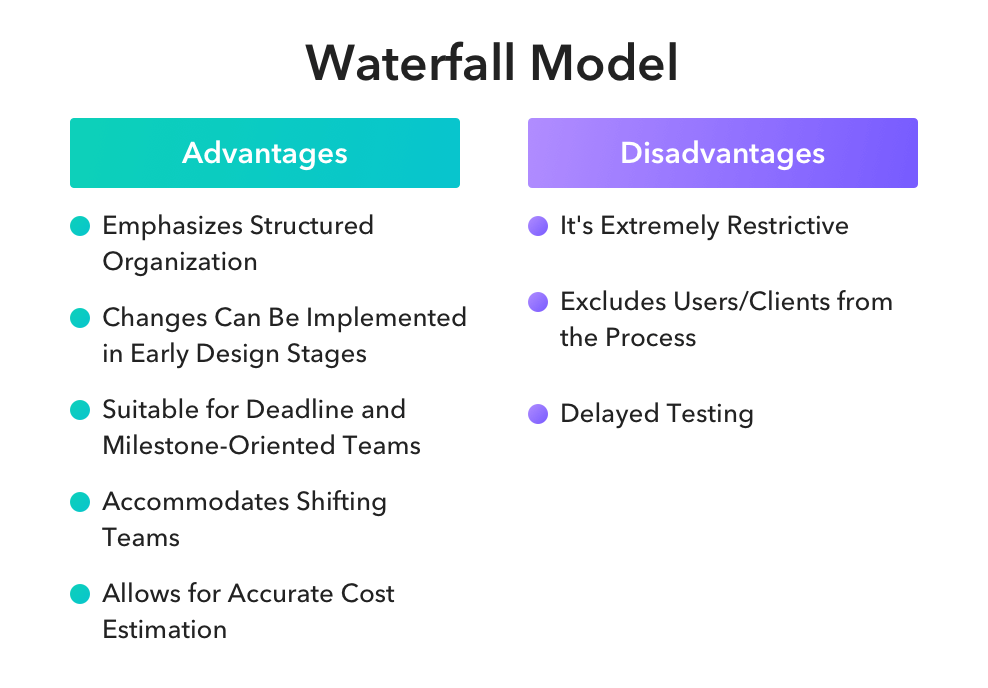 Waterfall Model
Advantages
Emphasizes Structured
Organization
Changes Can Be Implemented
in Early Design Stages
Suitable for Deadline and
Milestone-Oriented Teams
Accommodates Shifting
Teams
Allows for Accurate Cost
Estimation
Disadvantages
It's Extremely Restrictive
Excludes Users/Clients from
the Process
Delayed Testing